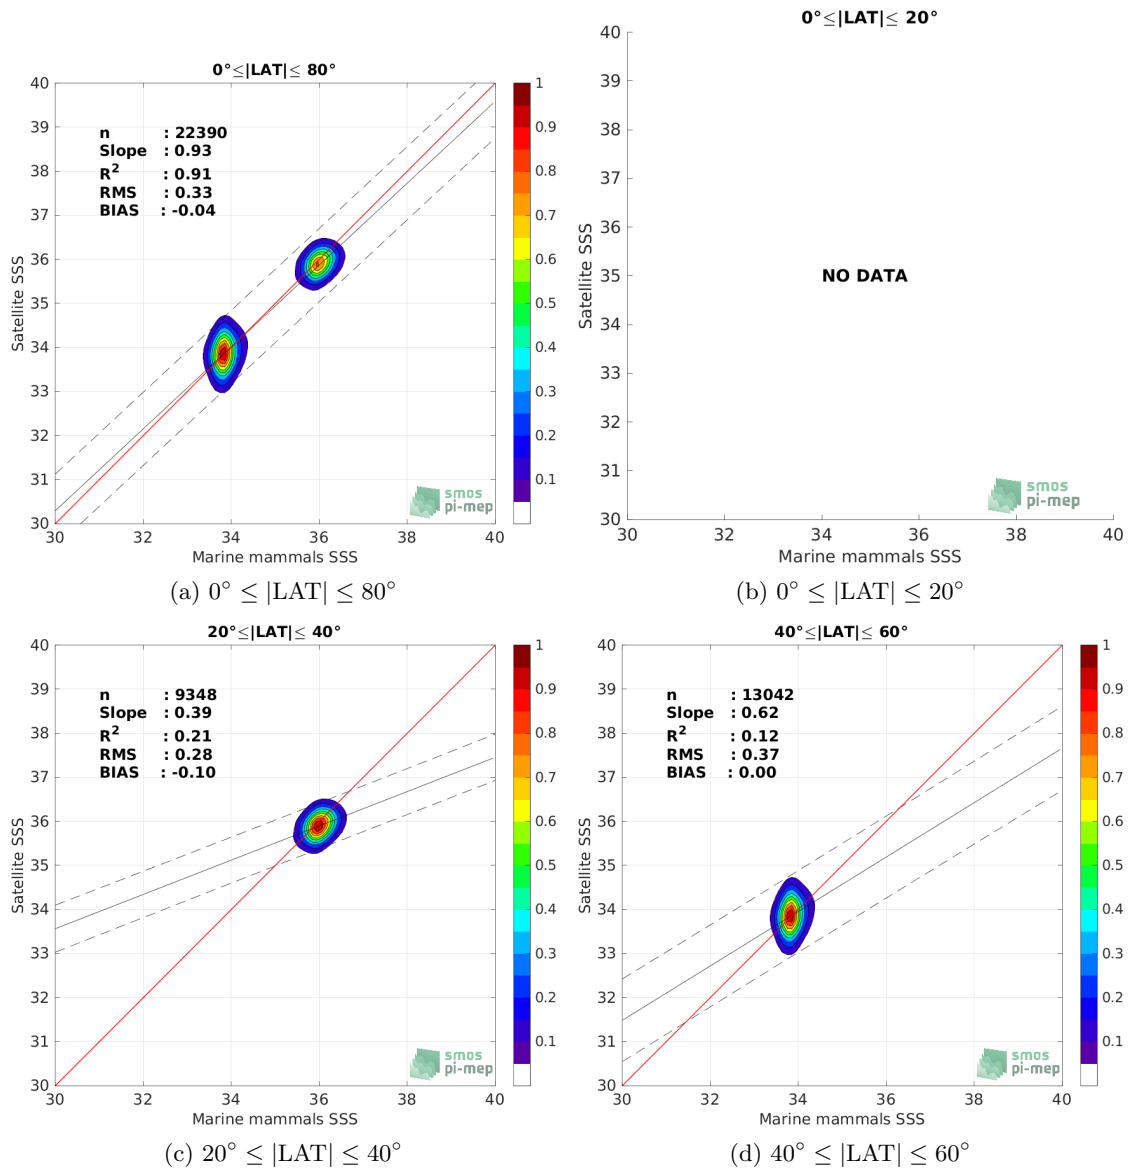 0°≤|LAT|≤ 80°
40
39
38
37
36
35
34
33
32
31
30
n : 22390
Slope : 0.93
R² : 0.91
RMS : 0.33
BIAS : -0.04
Satellite SSS
30 32 34 36 38 40
Marine mammals SSS
smos
pi-mep
1
0.9
0.8
0.7
0.6
0.5
0.4
0.3
0.2
0.1
(a) 0° ≤ |LAT| ≤ 80°
0°≤|LAT|≤ 20°
40
39
38
37
36
35
34
33
32
31
30
NO DATA
Satellite SSS
30 32 34 36 38 40
Marine mammals SSS
smos
pi-mep
(b) 0° ≤ |LAT| ≤ 20°
20°≤|LAT|≤ 40°
40
39
38
37
36
35
34
33
32
31
30
n : 9348
Slope : 0.39
R² : 0.21
RMS : 0.28
BIAS : -0.10
Satellite SSS
30 32 34 36 38 40
Marine mammals SSS
smos
pi-mep
1
0.9
0.8
0.7
0.6
0.5
0.4
0.3
0.2
0.1
(c) 20° ≤ |LAT| ≤ 40°
40°≤|LAT|≤ 60°
40
39
38
37
36
35
34
33
32
31
30
n : 13042
Slope : 0.62
R² : 0.12
RMS : 0.37
BIAS : 0.00
Satellite SSS
30 32 34 36 38 40
Marine mammals SSS
smos
pi-mep
1
0.9
0.8
0.7
0.6
0.5
0.4
0.3
0.2
0.1
(d) 40° ≤ |LAT| ≤ 60°